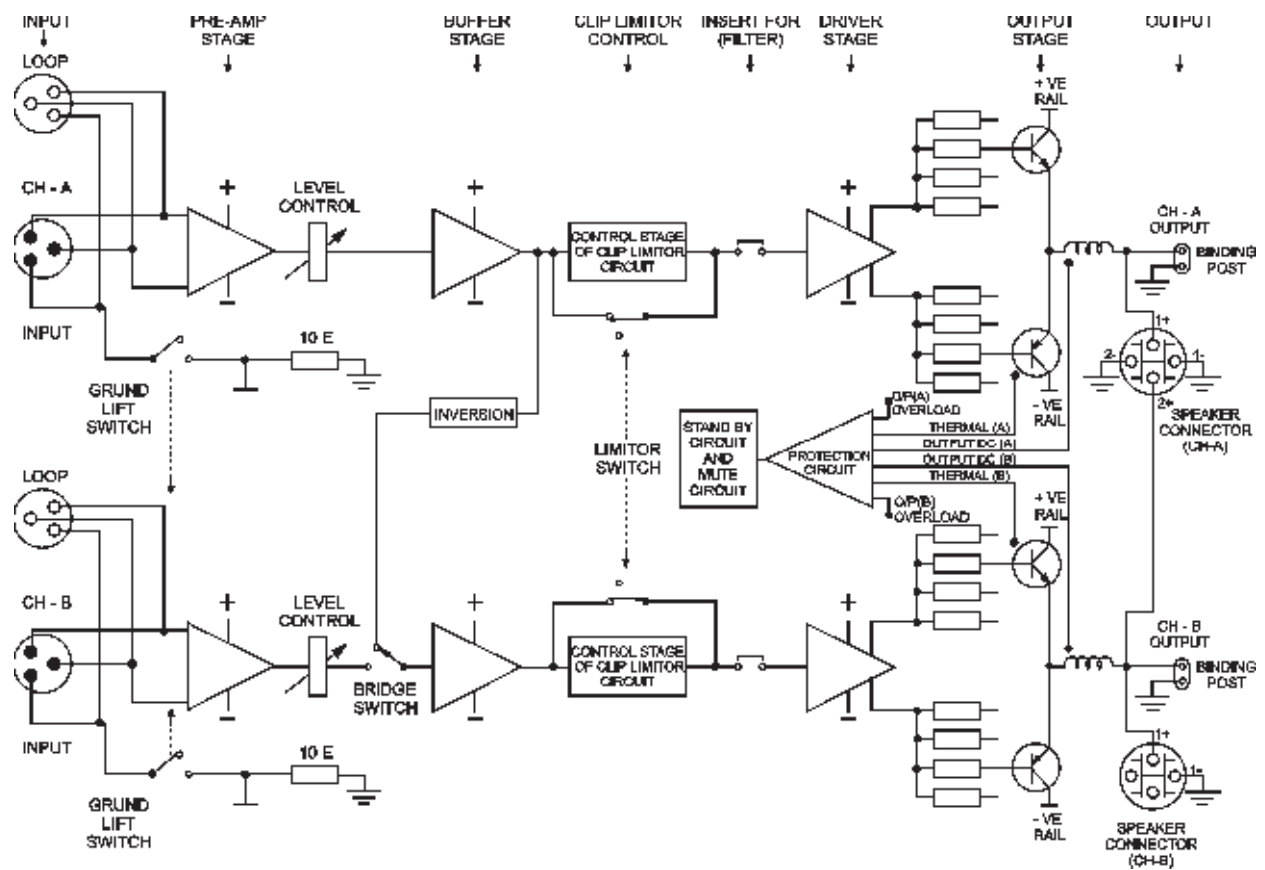 INPUT
PRE-AMP
STAGE
BUFFER
STAGE
CLIP LIMITOR
CONTROL
INSERT FOR
(FILTER)
DRIVER
STAGE
OUTPUT
STAGE
OUTPUT
LOOP
+ VE
RAIL
CH - A
LEVEL
CONTROL
+
+
+
CONTROL STAGE
OF CLIP LIMITOR
CIRCUIT
CH - A
OUTPUT
BINDING
POST
-
-
-
INPUT
10 E
1+
2-
1-
2+
GRUND
LIFT
SWITCH
INVERSION
LIMITOR
SWITCH
STAND BY
CIRCUIT
AND
MUTE
CIRCUIT
PROTECTION
CIRCUIT
O/P(A)
OVERLOAD
THERMAL (A)
OUTPUT DC (A)
OUTPUT DC (B)
THERMAL (B)
O/P(B)
OVERLOAD
- VE
RAIL
SPEAKER
CONNECTOR
(CH-A)
LOOP
+ VE
RAIL
CH - B
LEVEL
CONTROL
+
+
+
BRIDGE
SWITCH
CONTROL STAGE
OF CLIP LIMITOR
CIRCUIT
CH - B
OUTPUT
BINDING
POST
-
-
-
INPUT
10 E
1+
1-
GRUND
LIFT
SWITCH
- VE
RAIL
SPEAKER
CONNECTOR
(CH-B)